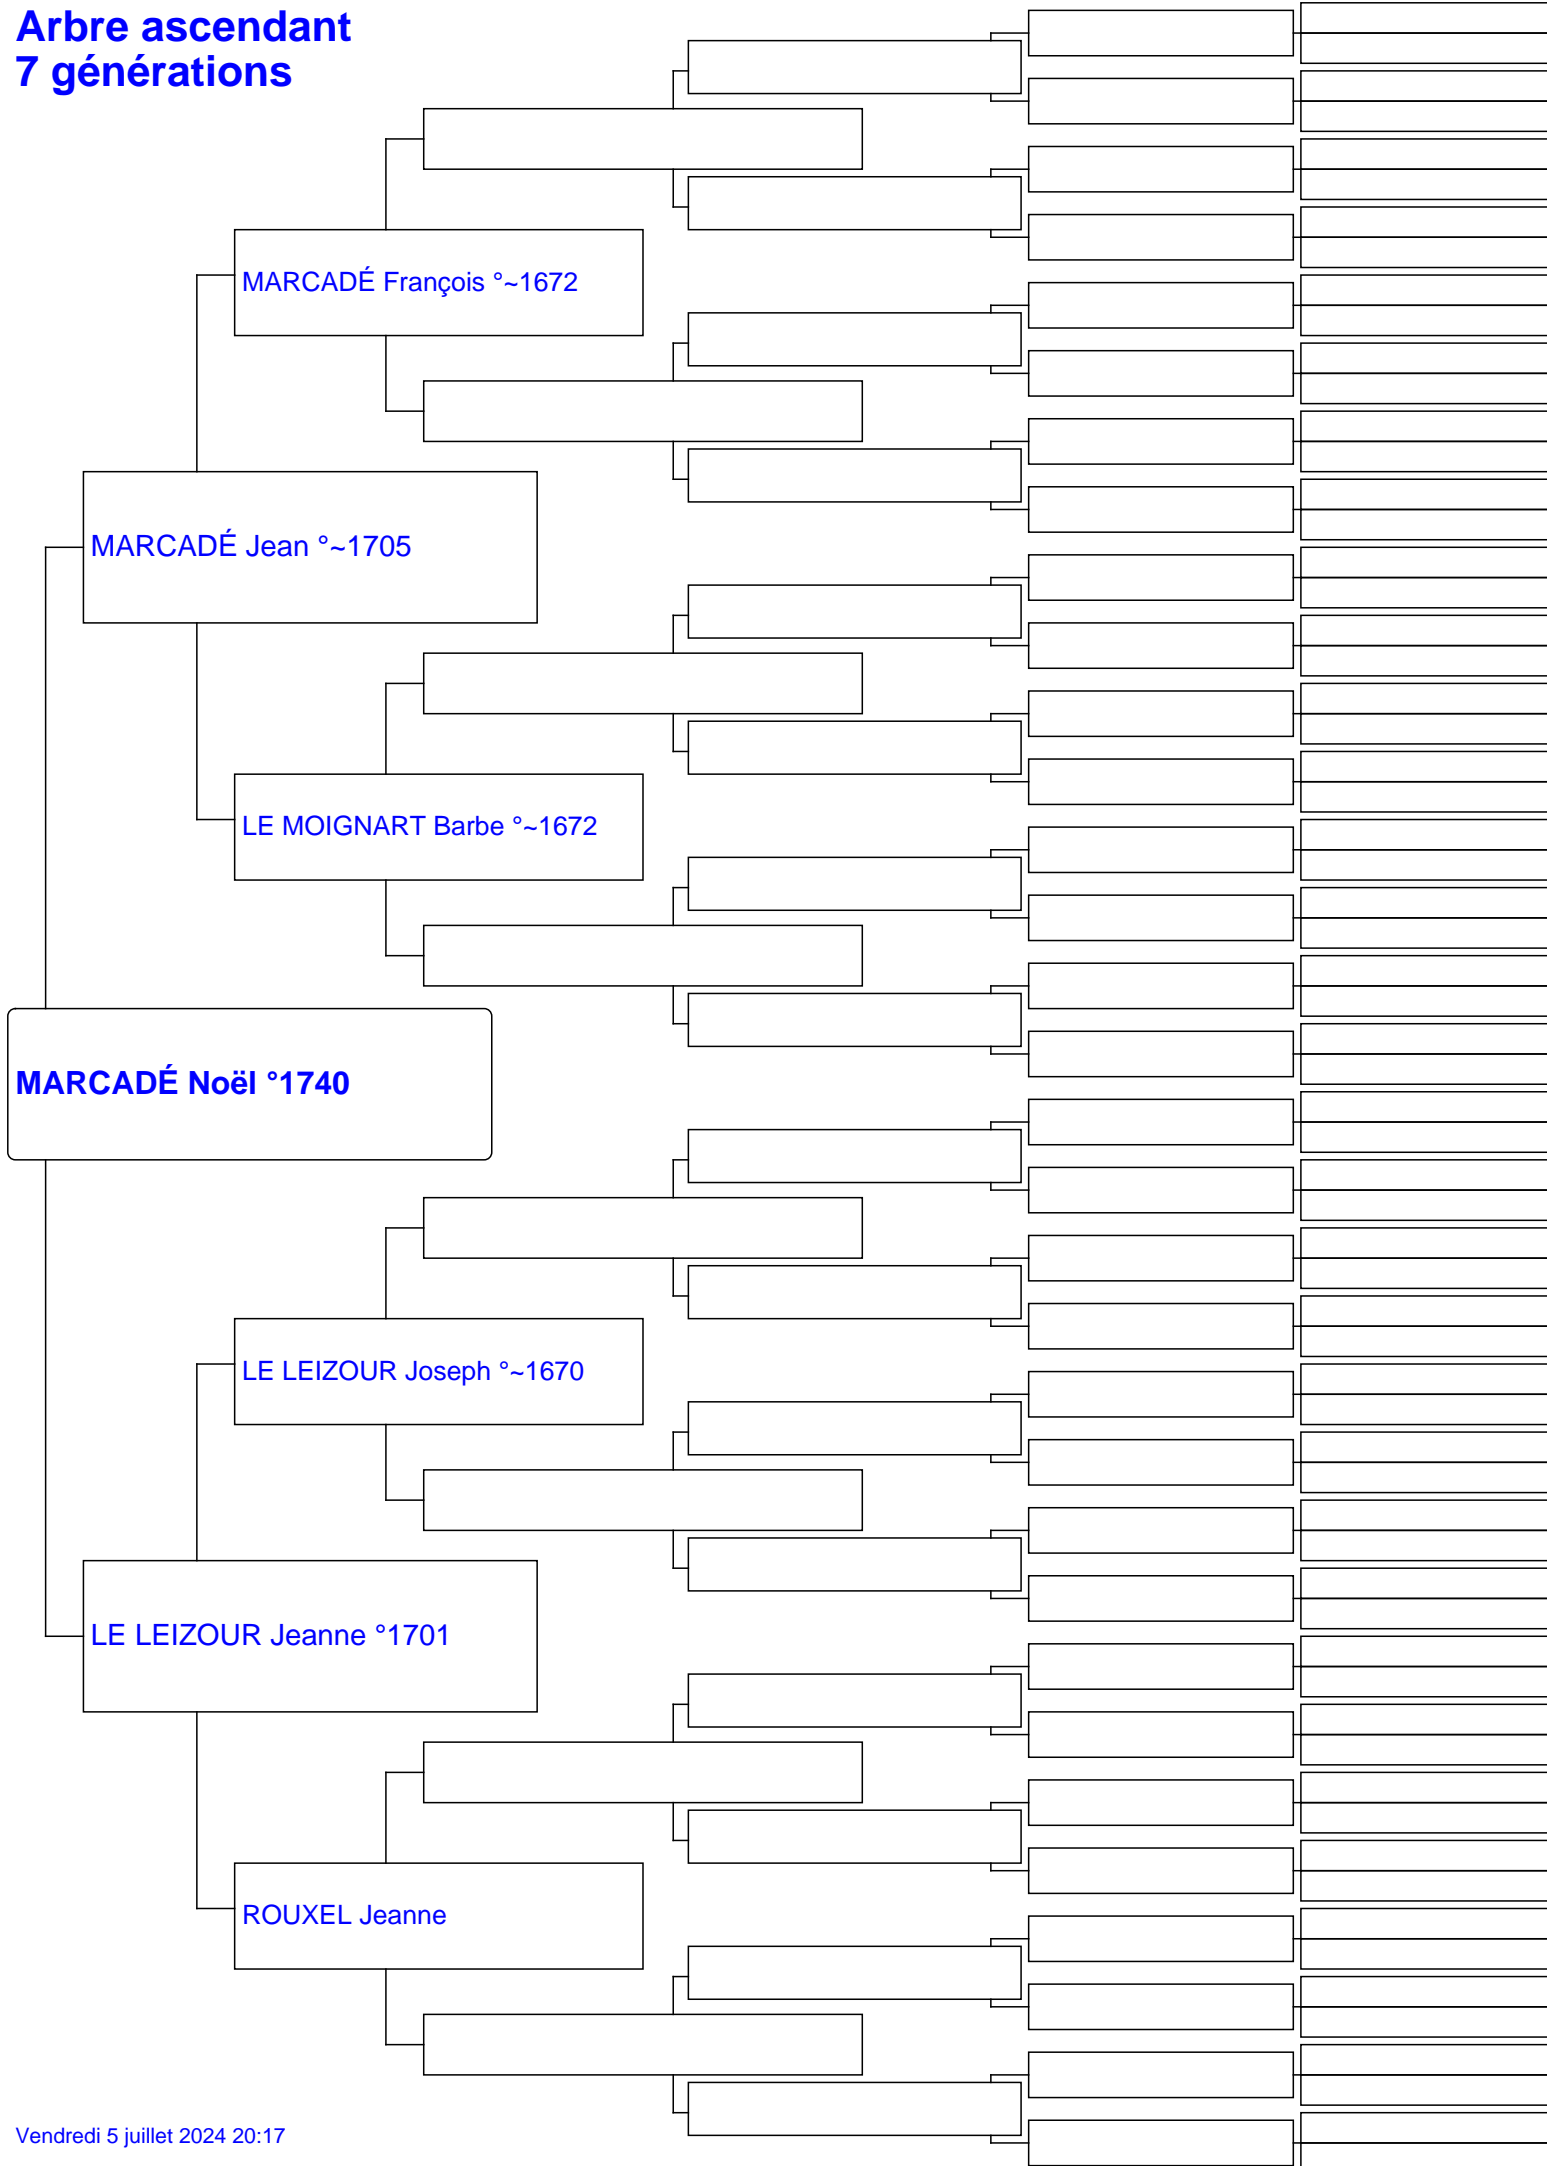 Arbre ascendant
7 générations
MARCADÉ François °~1672
MARCADÉ Jean °~1705
LE MOIGNART Barbe °~1672
MARCADÉ Noël °1740
LE LEIZOUR Joseph °~1670
LE LEIZOUR Jeanne °1701
ROUXEL Jeanne
Vendredi 5 juillet 2024 20:17